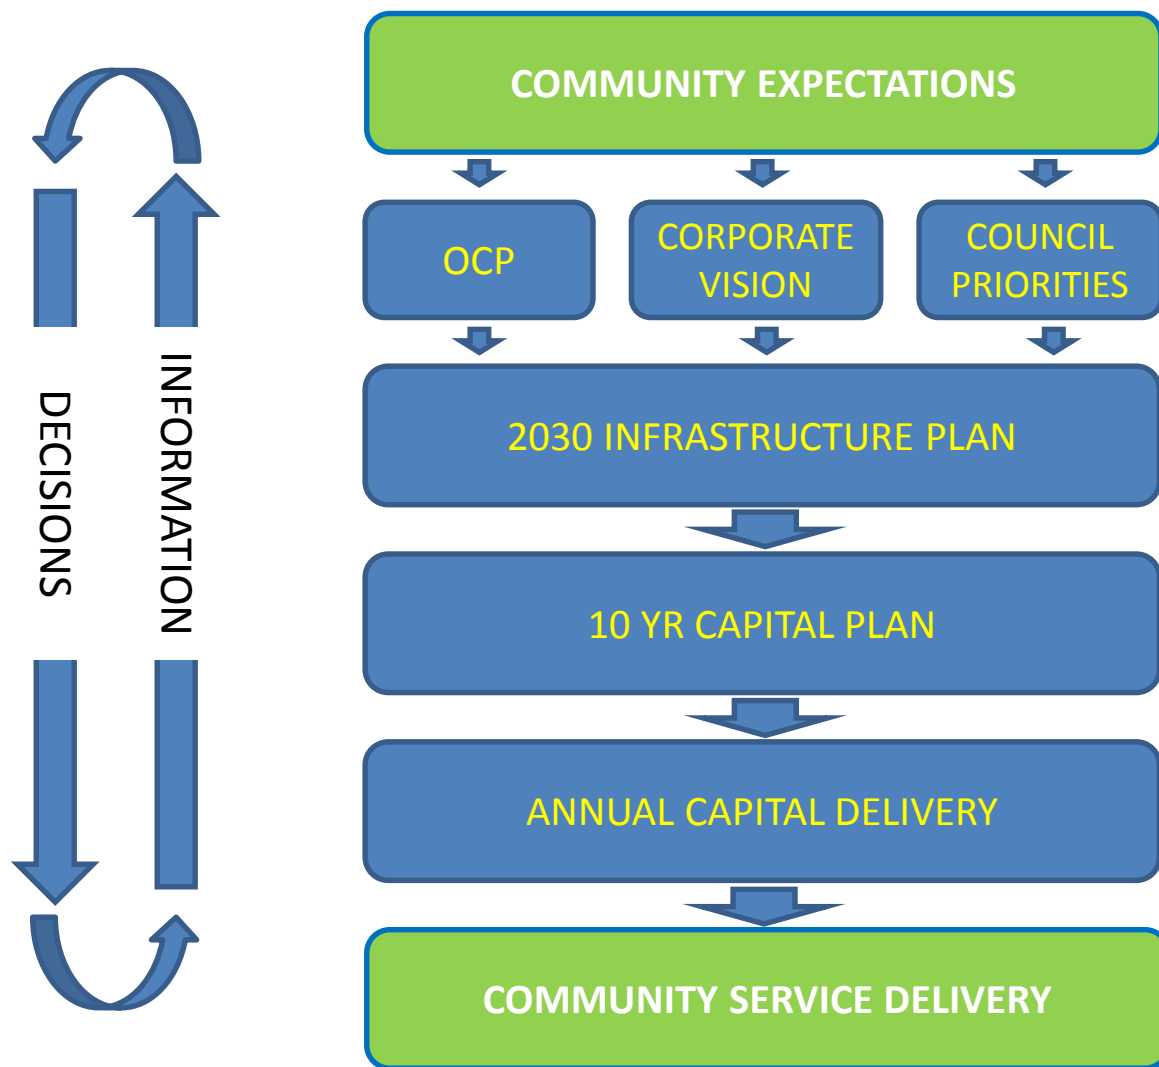 COMMUNITY EXPECTATIONS
OCP
CORPORATE
VISION
COUNCIL
PRIORITIES
2030 INFRASTRUCTURE PLAN
10 YR CAPITAL PLAN
ANNUAL CAPITAL DELIVERY
COMMUNITY SERVICE DELIVERY
DECISIONS
INFORMATION